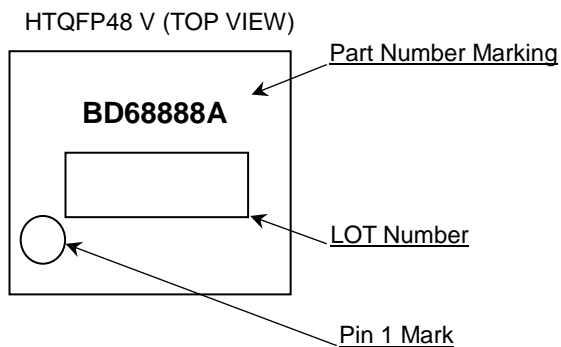 HTQFP48 V (TOP VIEW)
Part Number Marking
BD68888A
LOT Number
Pin 1 Mark